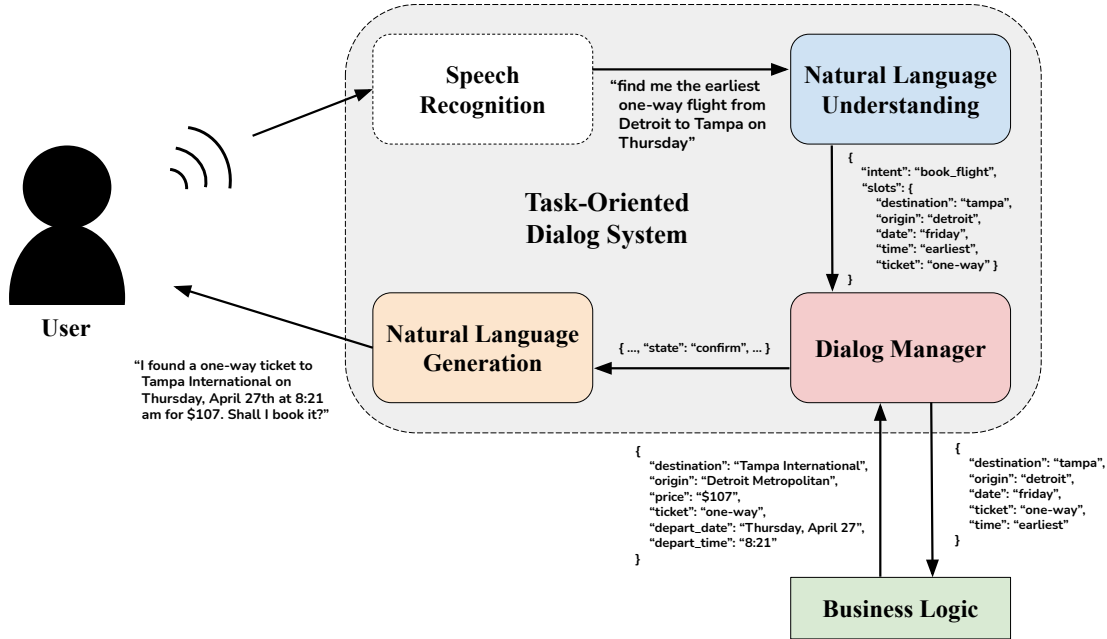 Speech
Recognition
“find me the earliest
one-way flight from
Detroit to Tampa on
Thursday”
Natural Language
Understanding
{
“intent”: “book_flight”,
“slots”: {
“destination”: “tampa”,
“origin”: “detroit”,
“date”: “friday”,
“time”: “earliest”,
“ticket”: “one-way” }
}
Task-Oriented
Dialog System
User
Natural Language
Generation
{ ..., “state”: “confirm”, ... }
Dialog Manager
“I found a one-way ticket to
Tampa International on
Thursday, April 27th at 8:21
am for $107. Shall I book it?”
{
“destination”: “Tampa International”,
“origin”: “Detroit Metropolitan”,
“price”: “$107”,
“ticket”: “one-way”,
“depart_date”: “Thursday, April 27”,
“depart_time”: “8:21”
}
{
“destination”: “tampa”,
“origin”: “detroit”,
“date”: “friday”,
“ticket”: “one-way”,
“time”: “earliest”
}
Business Logic